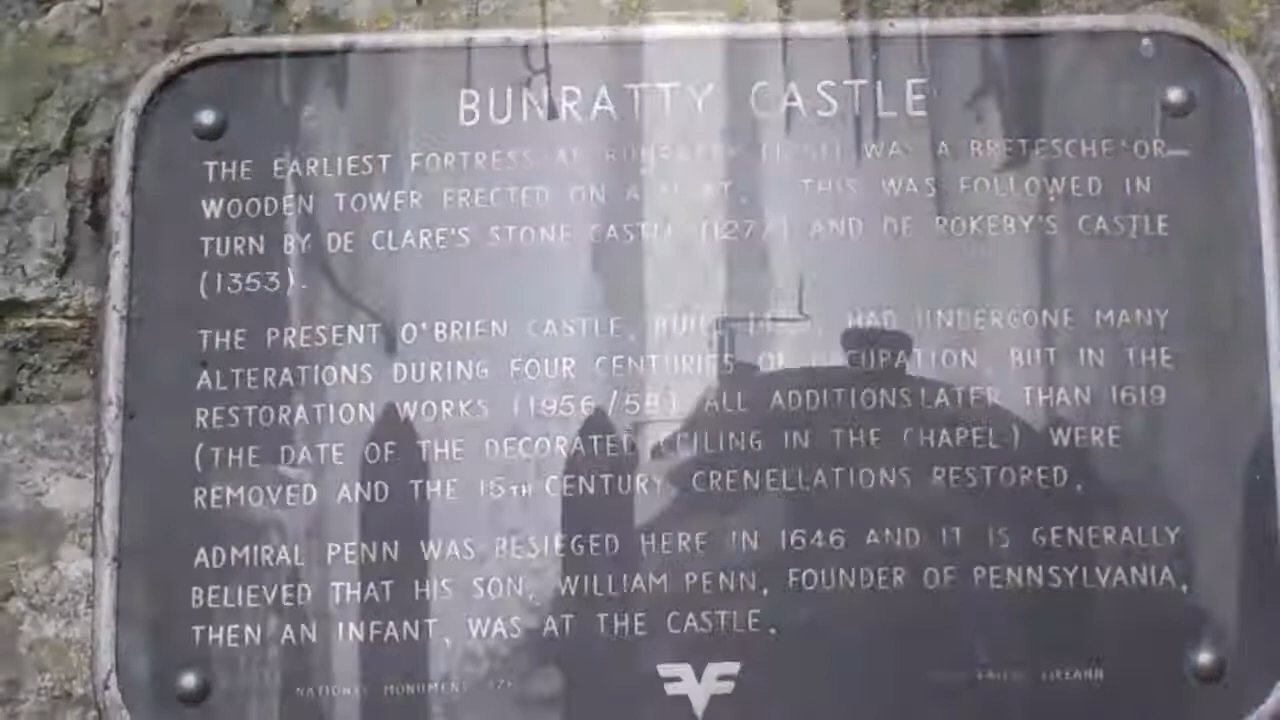 BUNRATTY CASTLE
THE EARLIEST FORTRESS AT BUNRATTY WAS A BRETESCHE OR
WOODEN TOWER ERECTED ON A THIS WAS FOLLOWED IN
TURN BY DE CLARE'S STONE CASTLE (1277) AND DE ROKEBY'S CASTLE
(1353).
THE PRESENT O'BRIEN CASTLE, BUILT HAD UNDERGONE MANY
ALTERATIONS DURING FOUR CENTURIES OF OCCUPATION, BUT IN THE
RESTORATION WORKS ALL ADDITIONS LATER THAN 1619
(THE DATE OF THE DECORATED CEILING IN THE CHAPEL) WERE
REMOVED AND THE CENTURY CRENELLATIONS RESTORED.
ADMIRAL PENN WAS BESIEGED HERE IN 1646 AND IT IS GENERALLY
BELIEVED THAT HIS SON, WILLIAM PENN, FOUNDER OF PENNSYLVANIA,
THEN AN INFANT, WAS AT THE CASTLE.
NATIONAL MONUMENT